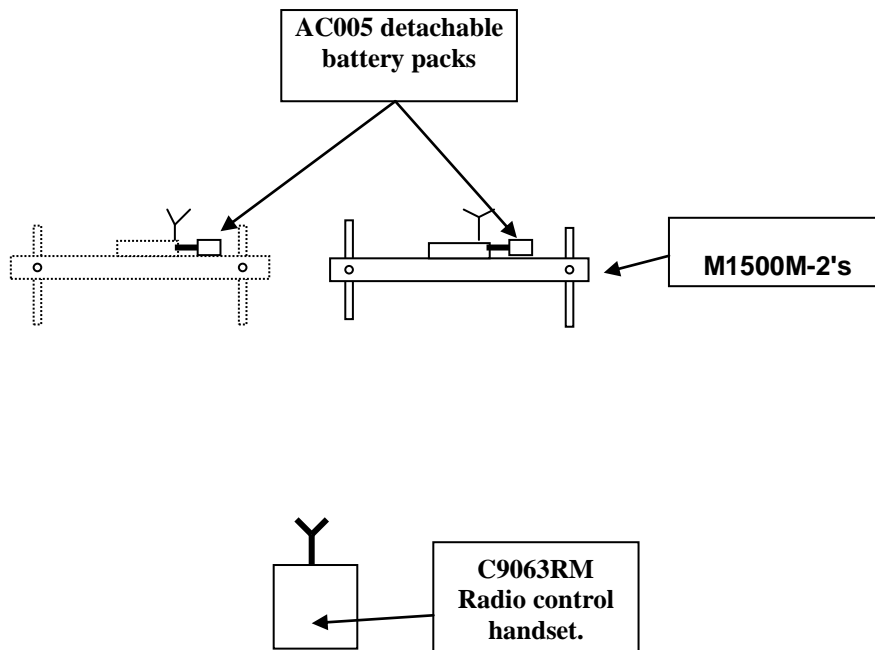 AC005 detachable
battery packs
M1500M-2's
C9063RM
Radio control
handset.